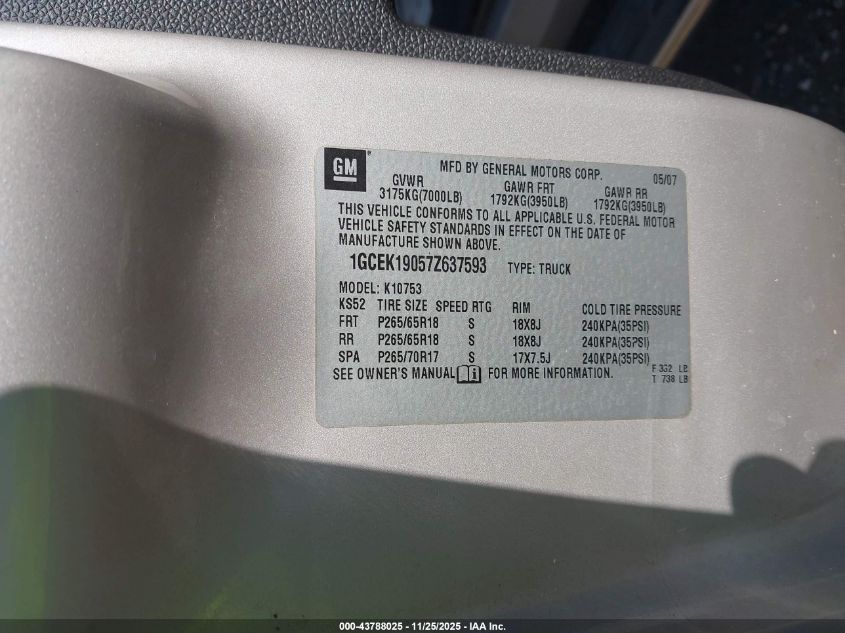 GM
MFD BY GENERAL MOTORS CORP. 05/07
GVWR GAWR FRT GAWR RR
3175KG(7000LB) 1792KG(3950LB) 1792KG(3950LB)
THIS VEHICLE CONFORMS TO ALL APPLICABLE U.S. FEDERAL MOTOR
VEHICLE SAFETY STANDARDS IN EFFECT ON THE DATE OF
MANUFACTURE SHOWN ABOVE.
1GCEK19057Z637593 TYPE: TRUCK
MODEL: K10753
KS52 TIRE SIZE SPEED RTG RIM COLD TIRE PRESSURE
FRT P265/65R18 S 18X8J 240KPA(35PSI)
RR P265/65R18 S 18X8J 240KPA(35PSI)
SPA P265/70R17 S 17X7.5J 240KPA(35PSI)
SEE OWNER'S MANUAL i FOR MORE INFORMATION.
F 332 LB
T 738 LB
000-43788025 - 11/25/2025 - IAA Inc.